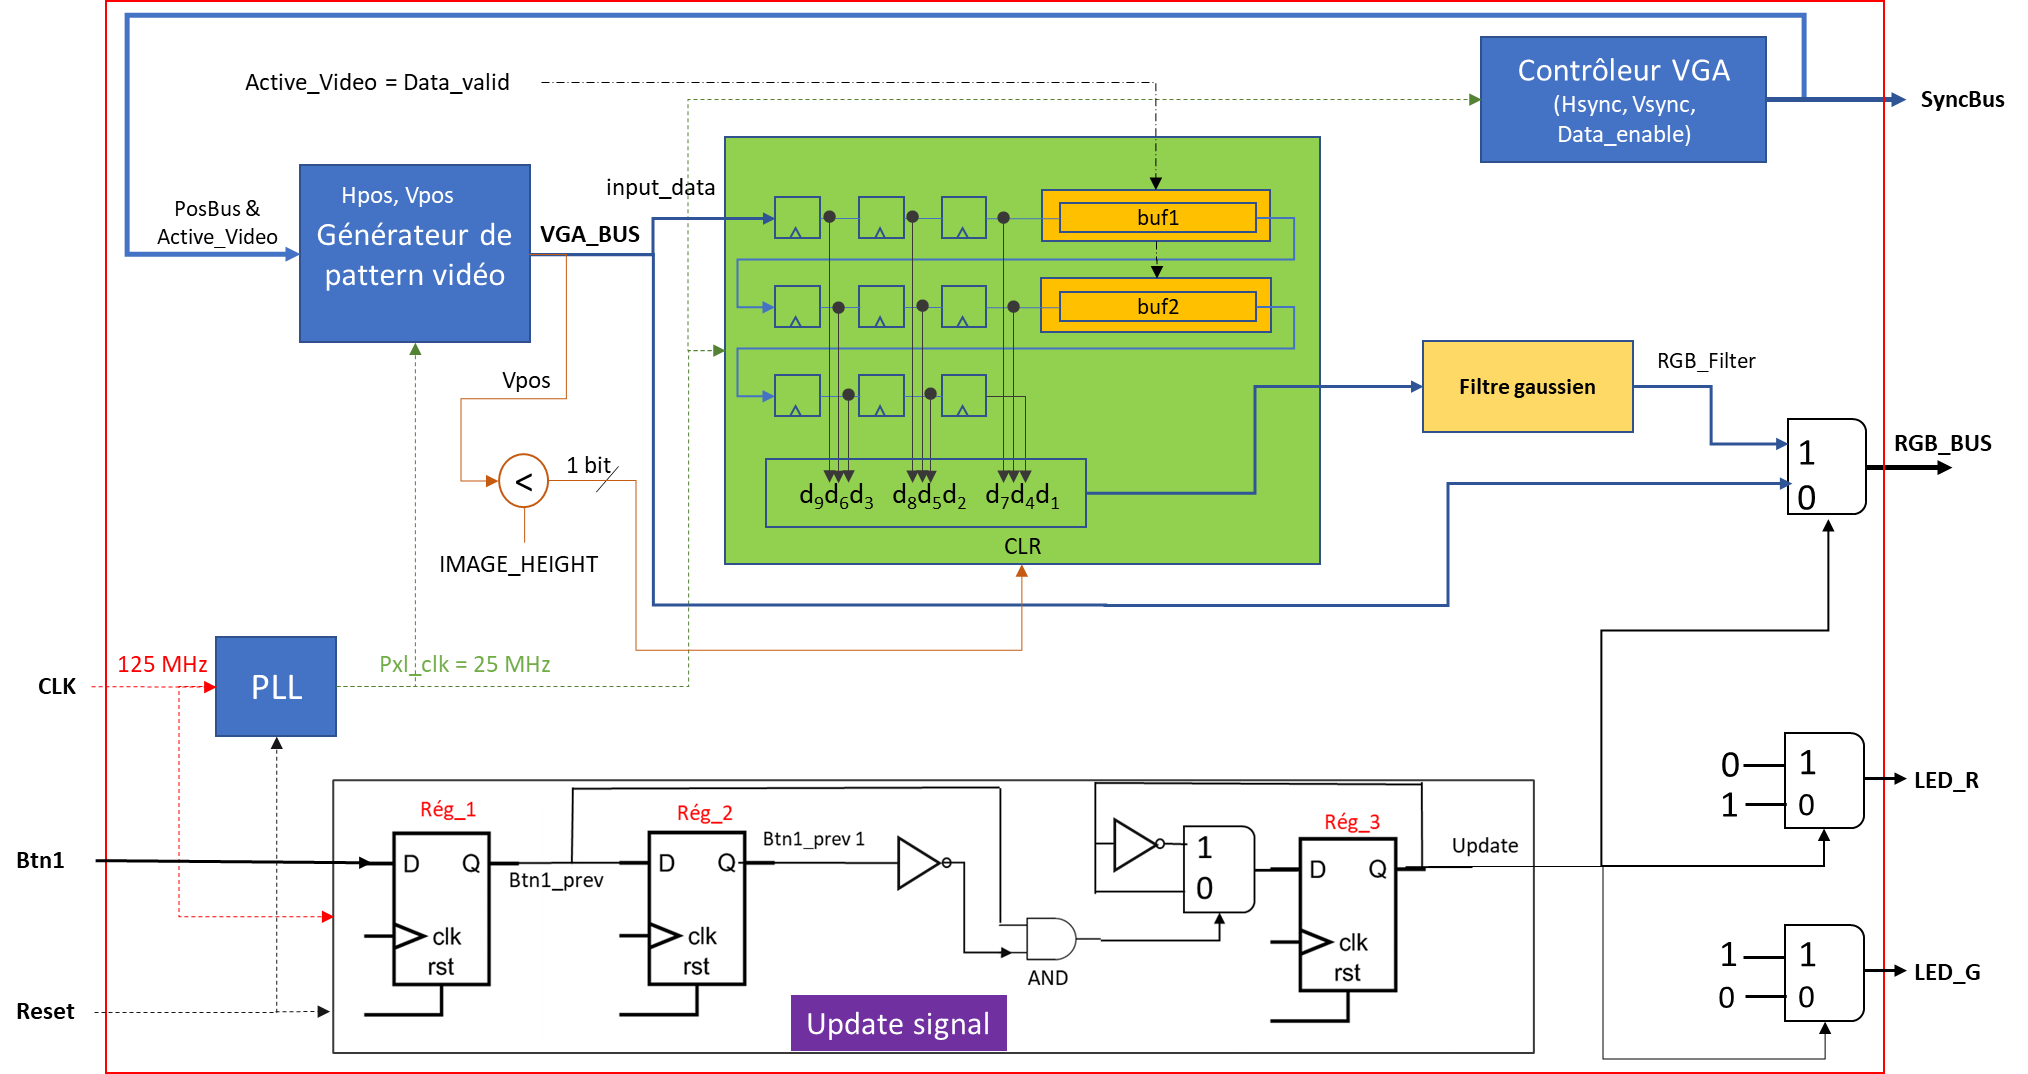 Active_Video = Data_valid
Contrôleur VGA
(Hsync, Vsync,
Data_enable)
SyncBus
PosBus &
Active_Video
Hpos, Vpos
Générateur de
pattern vidéo
VGA_BUS
input_data
buf1
buf2
Vpos
<
1 bit
IMAGE_HEIGHT
d9d6d3 d8d5d2 d7d4d1
CLR
Filtre gaussien
RGB_Filter
1
0
RGB_BUS
CLK
125 MHz
PLL
Pxl_clk = 25 MHz
0 1
1 0
LED_R
1 1
0 0
LED_G
Btn1
Reset
Rég_1
D Q
clk
rst
Btn1_prev
Rég_2
D Q
clk
rst
Btn1_prev 1
AND
1
0
Rég_3
D Q
clk
rst
Update
Update signal